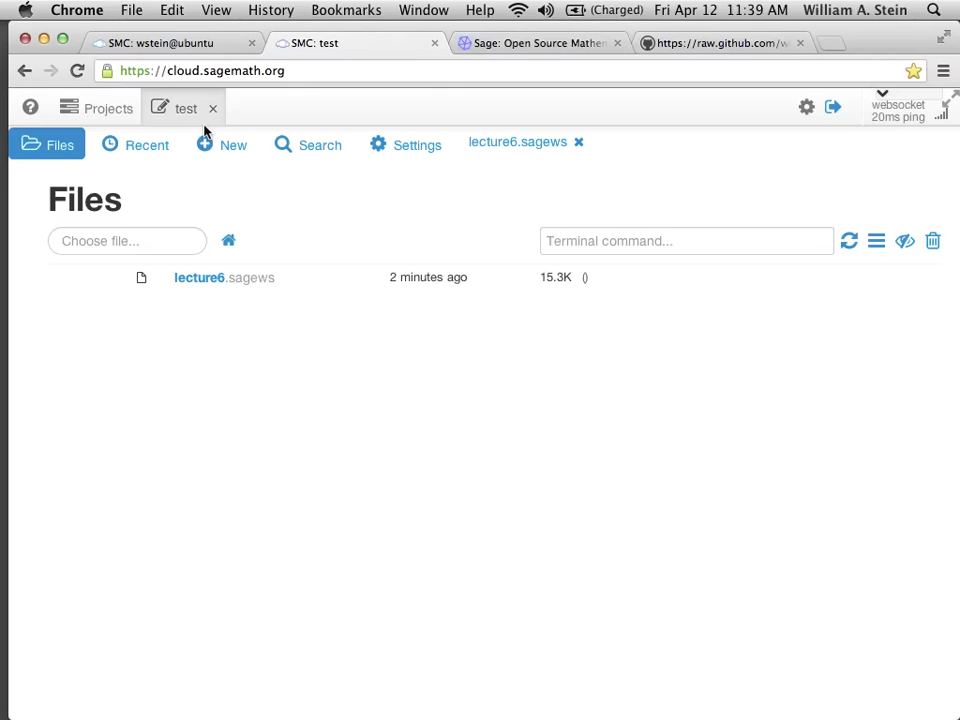 Chrome File Edit View History Bookmarks Window Help (Charged) Fri Apr 12 11:39 AM William A. Stein
SMC: wstein@ubuntu SMC: test Sage: Open Source Mathem https://raw.github.com/w
https://cloud.sagemath.org
Projects test websocket
20ms ping
Files Recent New Search Settings lecture6.sagews
Files
Choose file... Terminal command...
lecture6.sagews 2 minutes ago 15.3K ()